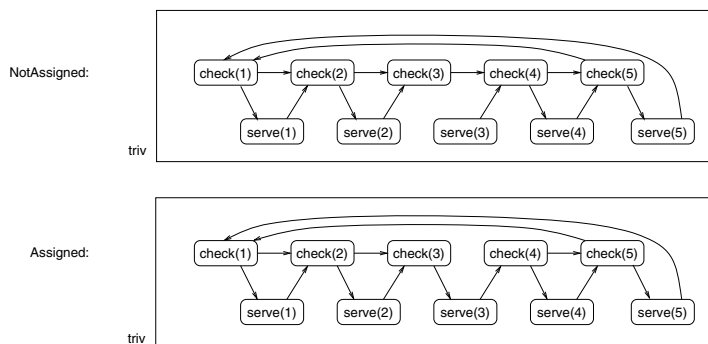 NotAssigned:
check(1) check(2) check(3) check(4) check(5)
serve(1) serve(2) serve(3) serve(4) serve(5)
triv
Assigned:
check(1) check(2) check(3) check(4) check(5)
serve(1) serve(2) serve(3) serve(4) serve(5)
triv